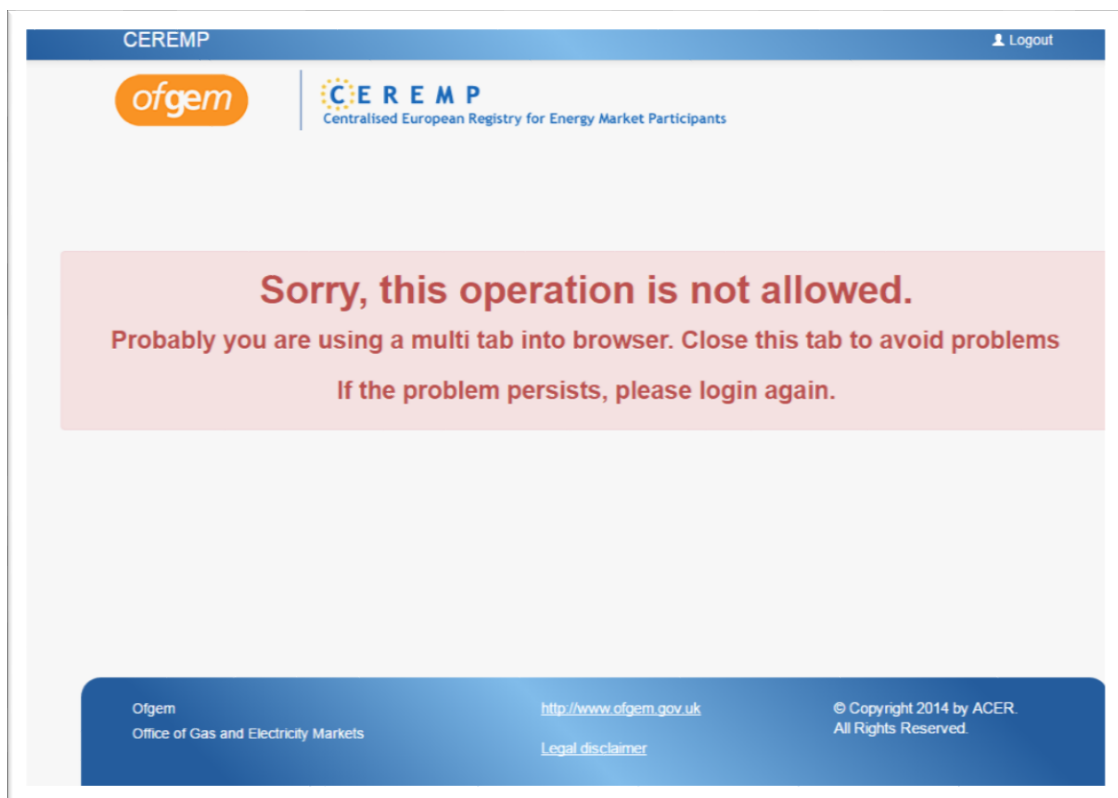 CEREMP
Logout
ofgem
CEREMP
Centralised European Registry for Energy Market Participants
Sorry, this operation is not allowed.
Probably you are using a multi tab into browser. Close this tab to avoid problems
If the problem persists, please login again.
Ofgem
Office of Gas and Electricity Markets
http://www.ofgem.gov.uk
Legal disclaimer
© Copyright 2014 by ACER.
All Rights Reserved.